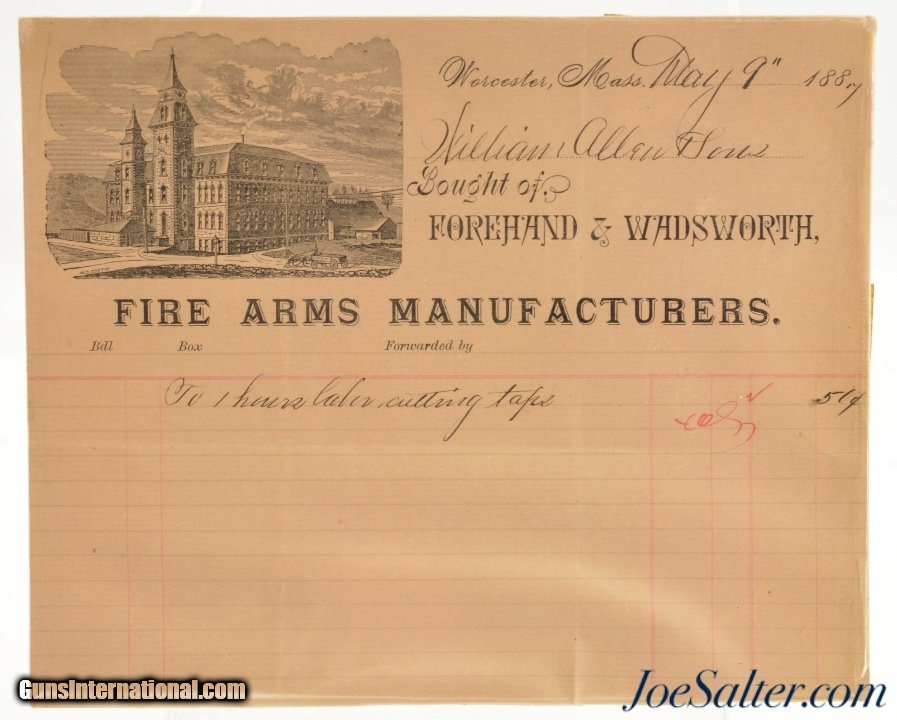 Worcester, Mass. May 9" 1887
William Allen & Sons
Bought of
FOREHAND & WADSWORTH,
FIRE ARMS MANUFACTURERS.
Bdl Box Forwarded by
To 1 hours labor cutting taps
GunsInternational.com
JoeSalter.com